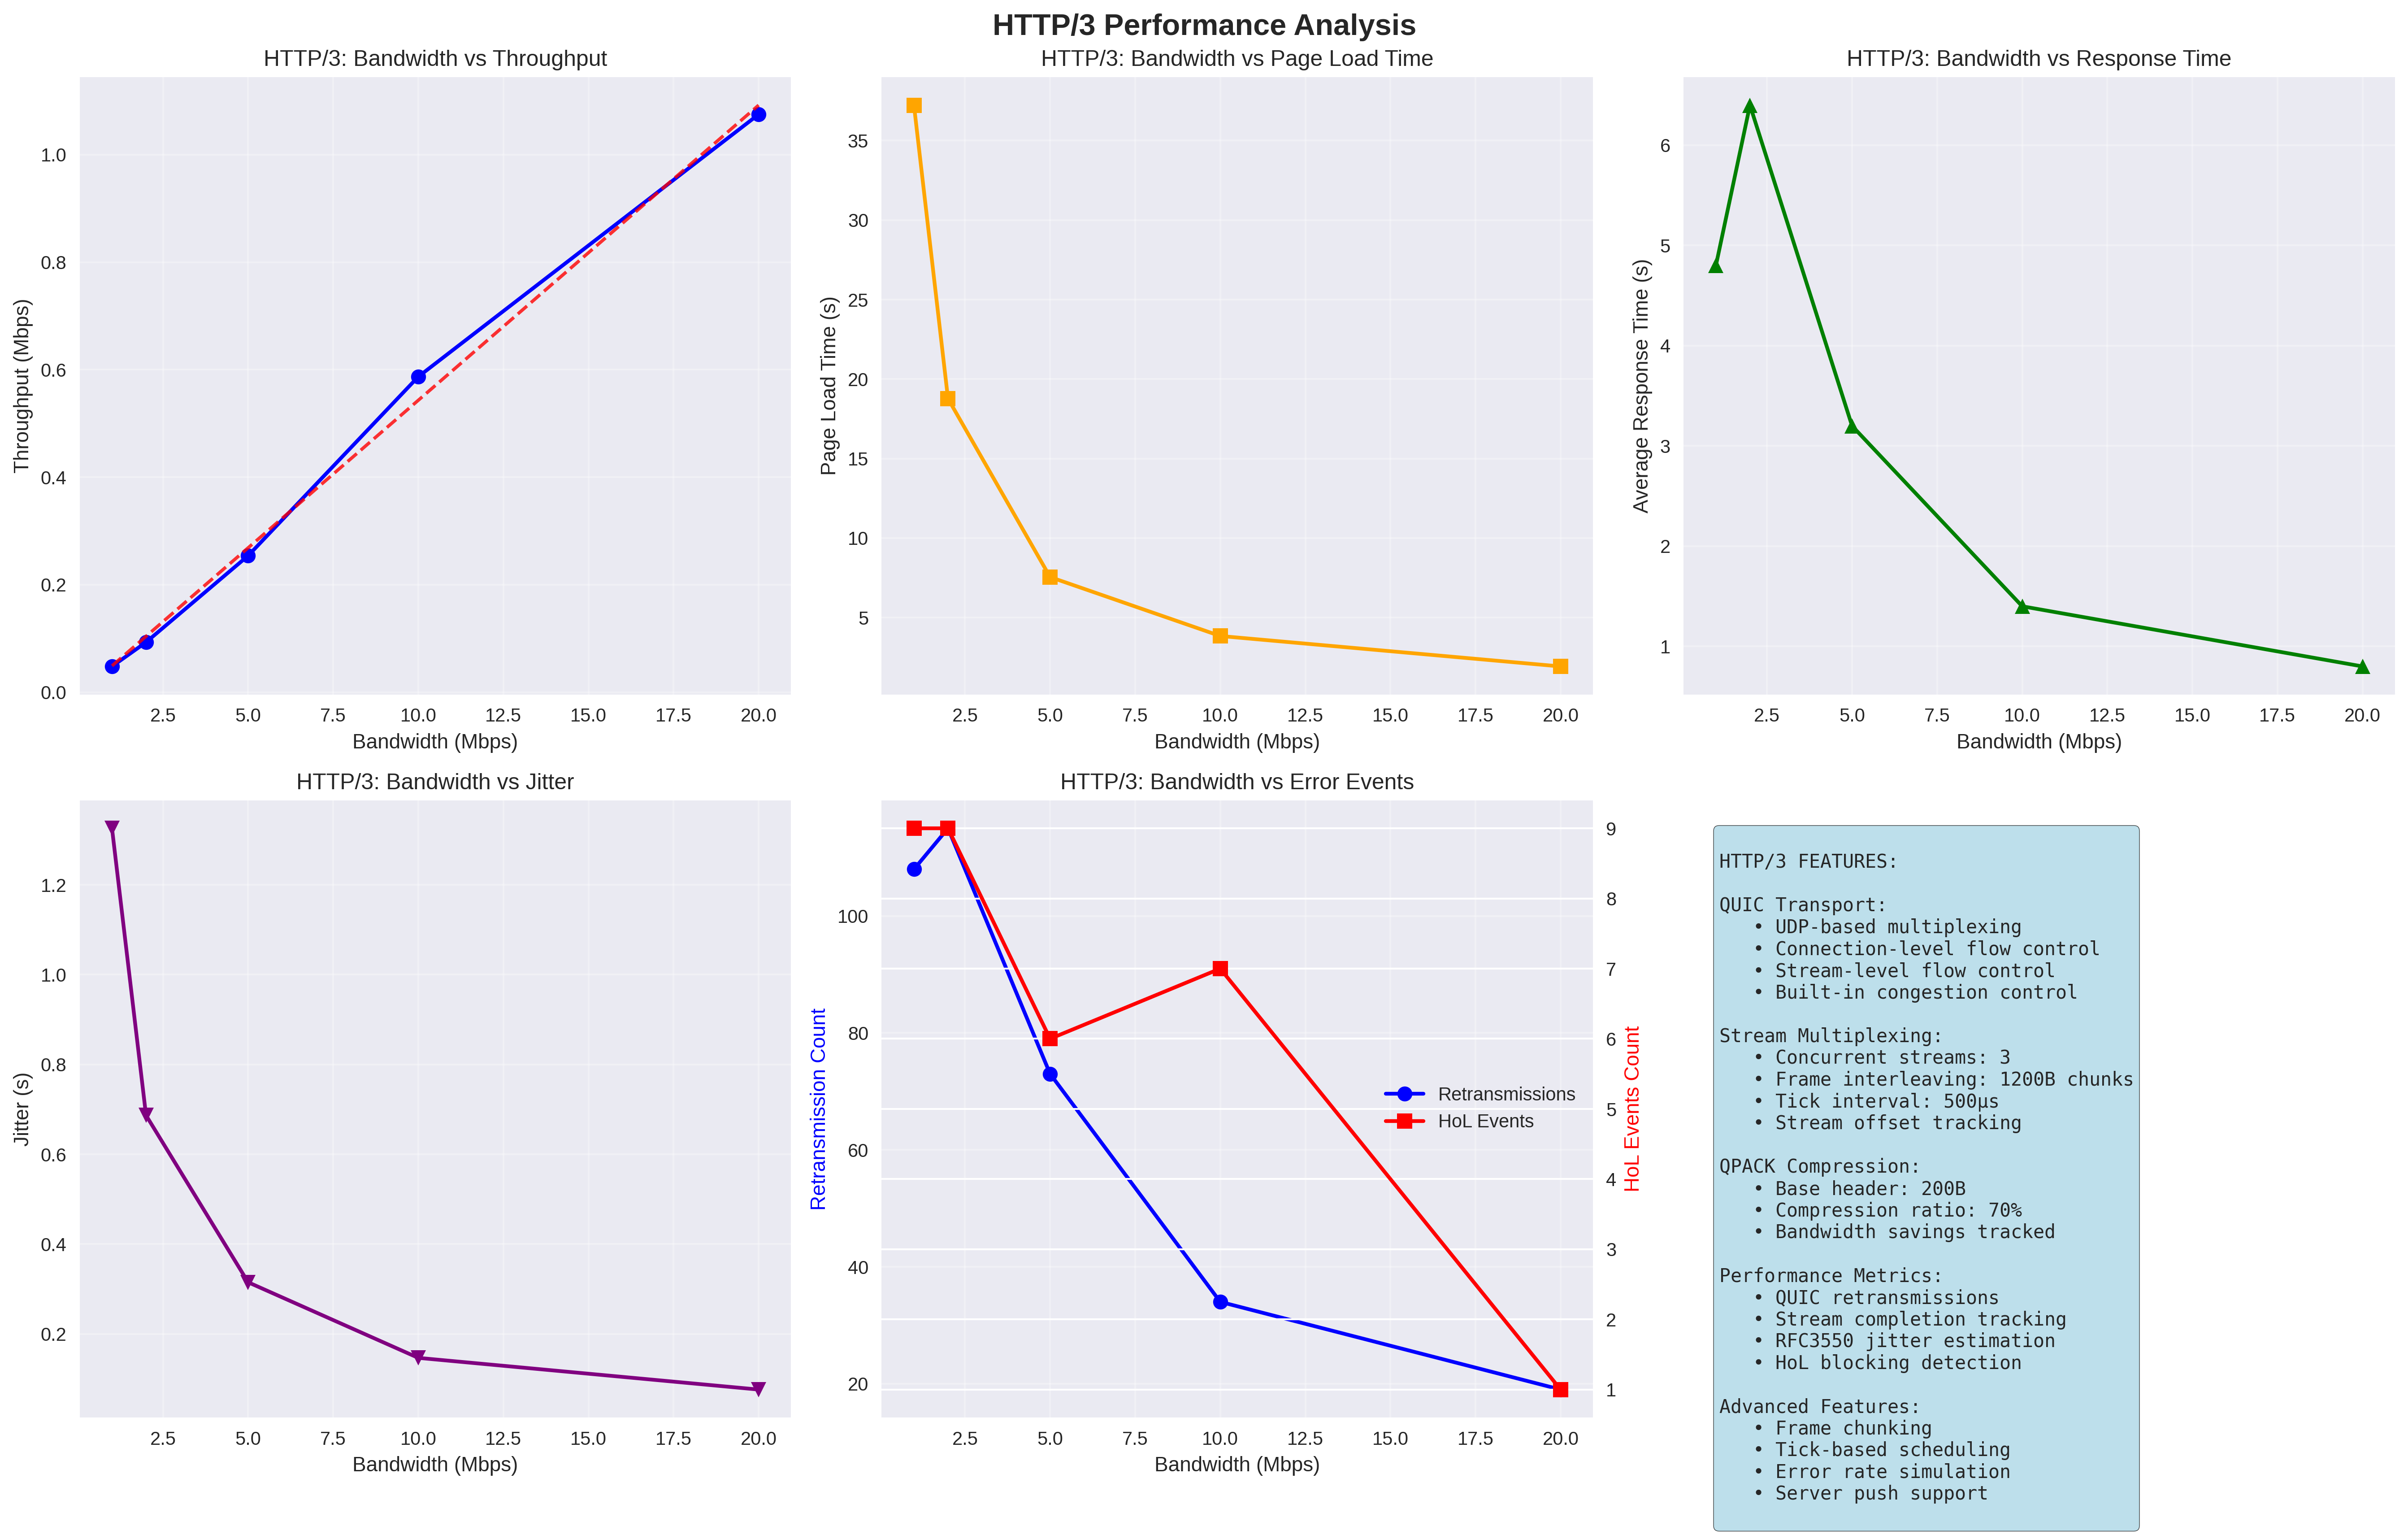 HTTP/3 Performance Analysis
HTTP/3: Bandwidth vs Throughput
Throughput (Mbps)
1.0
0.8
0.6
0.4
0.2
0.0
2.5 5.0 7.5 10.0 12.5 15.0 17.5 20.0
Bandwidth (Mbps)
HTTP/3: Bandwidth vs Page Load Time
Page Load Time (s)
35
30
25
20
15
10
5
2.5 5.0 7.5 10.0 12.5 15.0 17.5 20.0
Bandwidth (Mbps)
HTTP/3: Bandwidth vs Response Time
Average Response Time (s)
6
5
4
3
2
1
2.5 5.0 7.5 10.0 12.5 15.0 17.5 20.0
Bandwidth (Mbps)
HTTP/3: Bandwidth vs Jitter
Jitter (s)
1.2
1.0
0.8
0.6
0.4
0.2
2.5 5.0 7.5 10.0 12.5 15.0 17.5 20.0
Bandwidth (Mbps)
HTTP/3: Bandwidth vs Error Events
Retransmission Count
100
80
60
40
20
Retransmissions
HoL Events
9
8
7
6
5
4
3
2
1
HoL Events Count
2.5 5.0 7.5 10.0 12.5 15.0 17.5 20.0
Bandwidth (Mbps)
HTTP/3 FEATURES:
QUIC Transport:
• UDP-based multiplexing
• Connection-level flow control
• Stream-level flow control
• Built-in congestion control
Stream Multiplexing:
• Concurrent streams: 3
• Frame interleaving: 1200B chunks
• Tick interval: 500μs
• Stream offset tracking
QPACK Compression:
• Base header: 200B
• Compression ratio: 70%
• Bandwidth savings tracked
Performance Metrics:
• QUIC retransmissions
• Stream completion tracking
• RFC3550 jitter estimation
• HoL blocking detection
Advanced Features:
• Frame chunking
• Tick-based scheduling
• Error rate simulation
• Server push support